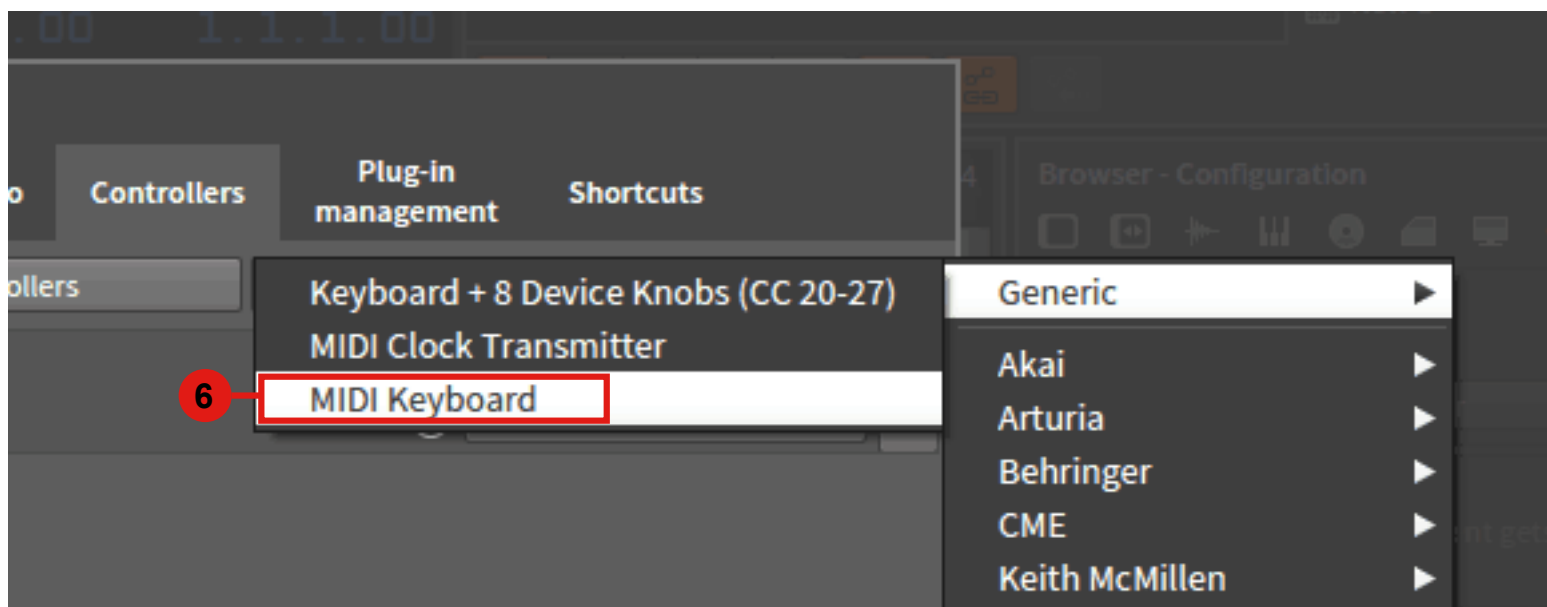 .00 1.1.1.00
Controllers
Plug-in
management
Shortcuts
4
Browser - Configuration
ollers
Keyboard + 8 Device Knobs (CC 20-27)
MIDI Clock Transmitter
6
MIDI Keyboard
Generic
Akai
Arturia
Behringer
CME
Keith McMillen